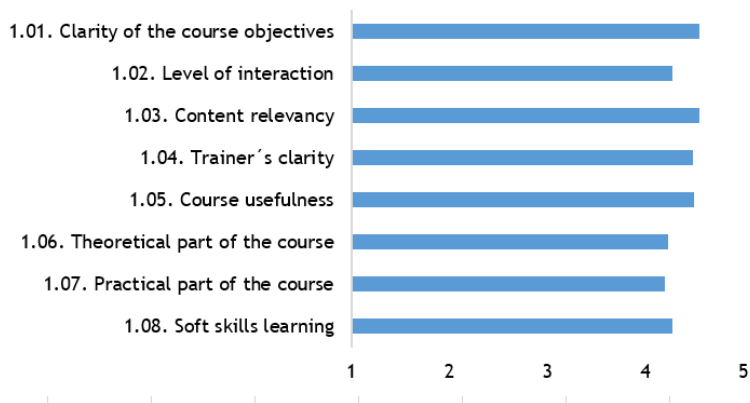 1.01. Clarity of the course objectives
1.02. Level of interaction
1.03. Content relevancy
1.04. Trainer´s clarity
1.05. Course usefulness
1.06. Theoretical part of the course
1.07. Practical part of the course
1.08. Soft skills learning
1 2 3 4 5